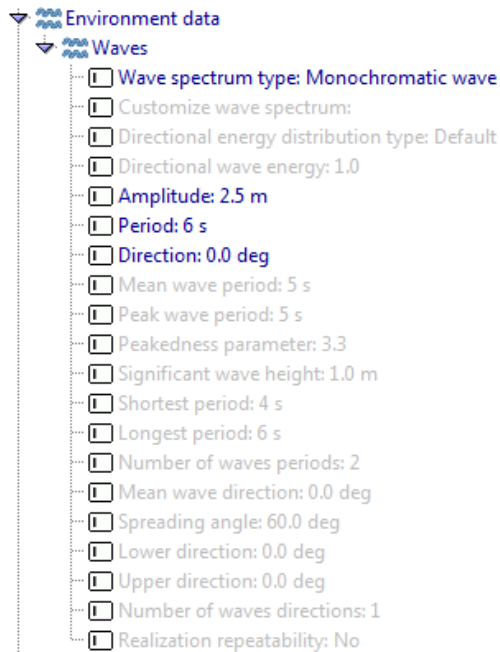 Environment data
Waves
Wave spectrum type: Monochromatic wave
Customize wave spectrum:
Directional energy distribution type: Default
Directional wave energy: 1.0
Amplitude: 2.5 m
Period: 6 s
Direction: 0.0 deg
Mean wave period: 5 s
Peak wave period: 5 s
Peakedness parameter: 3.3
Significant wave height: 1.0 m
Shortest period: 4 s
Longest period: 6 s
Number of waves periods: 2
Mean wave direction: 0.0 deg
Spreading angle: 60.0 deg
Lower direction: 0.0 deg
Upper direction: 0.0 deg
Number of waves directions: 1
Realization repeatability: No